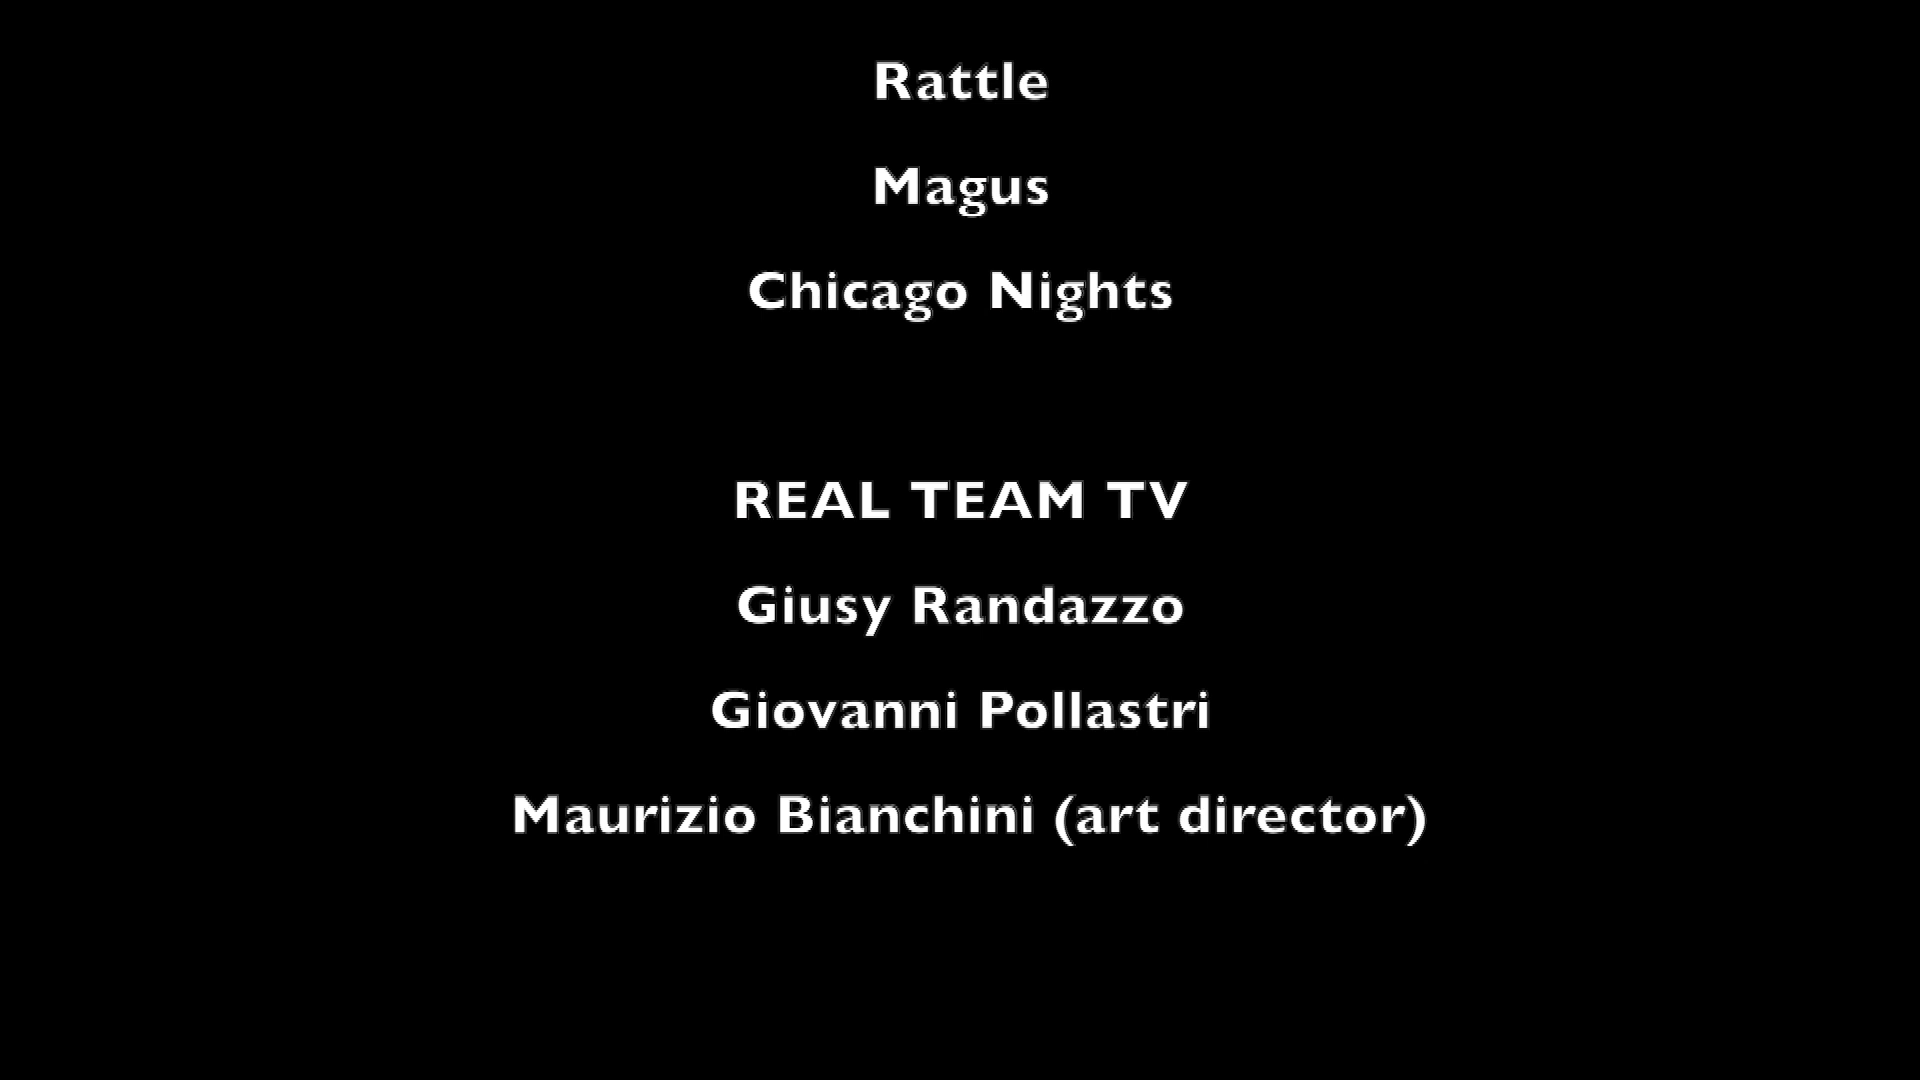 Rattle
Magus
Chicago Nights
REAL TEAM TV
Giusy Randazzo
Giovanni Pollastri
Maurizio Bianchini (art director)